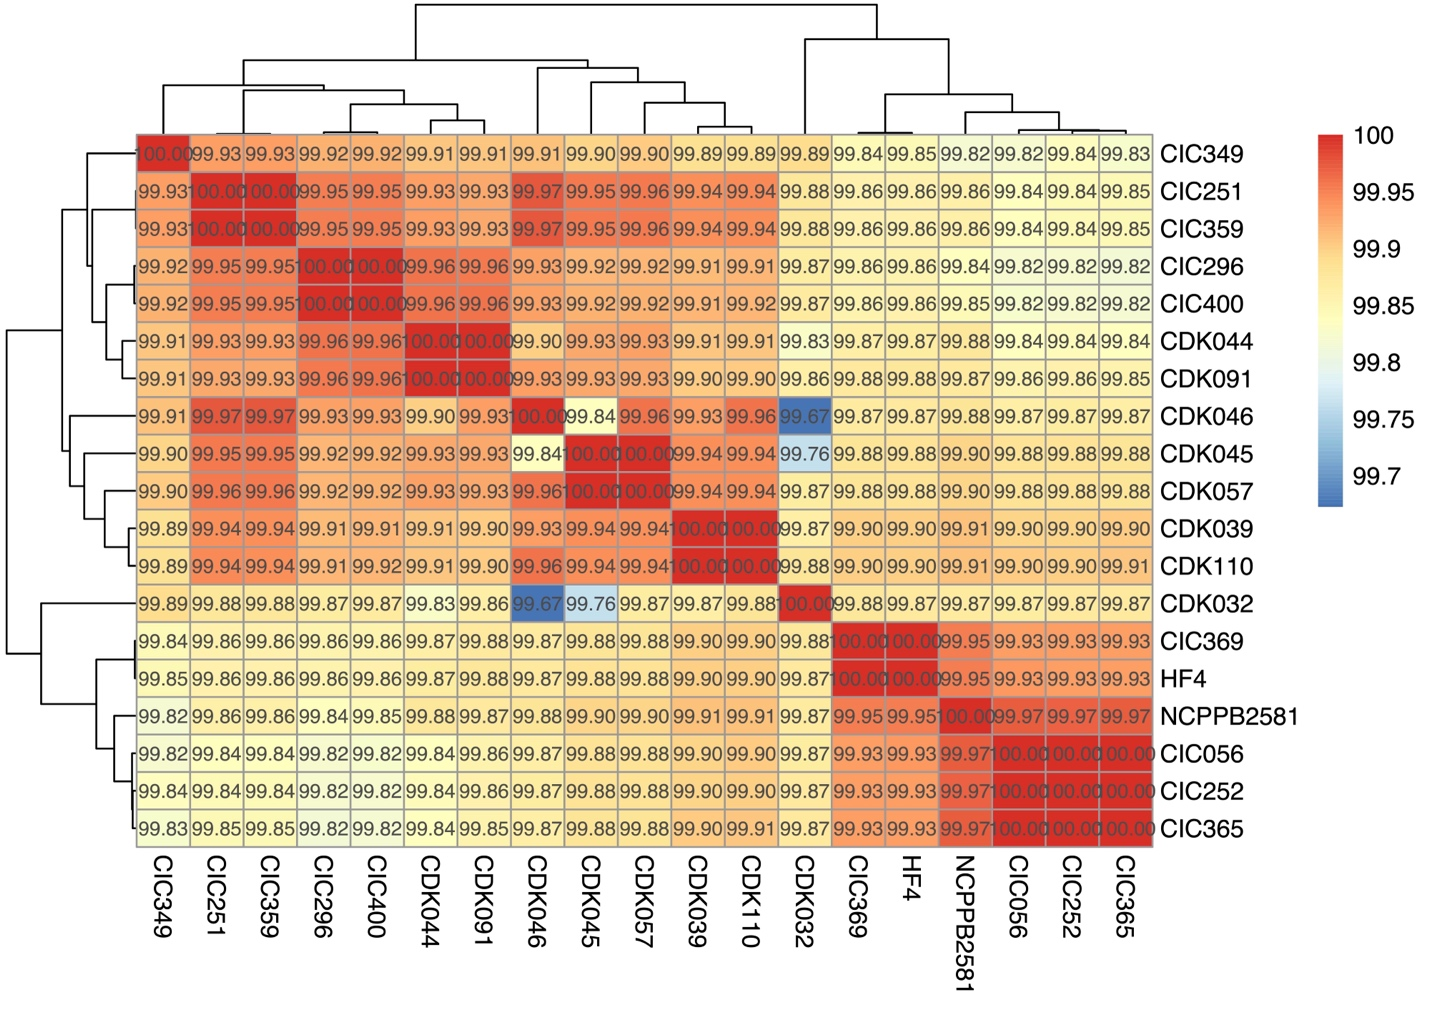 100.00 99.93 99.93 99.92 99.92 99.91 99.91 99.91 99.90 99.90 99.89 99.89 99.89 99.84 99.85 99.82 99.82 99.84 99.83 CIC349
99.93 100.00 100.00 99.95 99.95 99.93 99.93 99.97 99.95 99.96 99.94 99.94 99.88 99.86 99.86 99.86 99.84 99.84 99.85 CIC251
99.93 100.00 100.00 99.95 99.95 99.93 99.93 99.97 99.95 99.96 99.94 99.94 99.88 99.86 99.86 99.86 99.84 99.84 99.85 CIC359
99.92 99.95 99.95 100.00 100.00 99.96 99.96 99.93 99.92 99.92 99.91 99.91 99.87 99.86 99.86 99.84 99.82 99.82 99.82 CIC296
99.92 99.95 99.95 100.00 100.00 99.96 99.96 99.93 99.92 99.92 99.91 99.92 99.87 99.86 99.86 99.85 99.82 99.82 99.82 CIC400
99.91 99.93 99.93 99.96 99.96 100.00 100.00 99.90 99.93 99.93 99.91 99.91 99.83 99.87 99.87 99.88 99.84 99.84 99.84 CDK044
99.91 99.93 99.93 99.96 99.96 100.00 100.00 99.93 99.93 99.93 99.90 99.90 99.86 99.88 99.88 99.87 99.86 99.86 99.85 CDK091
99.91 99.97 99.97 99.93 99.93 99.90 99.93 100.00 99.84 99.96 99.93 99.96 99.67 99.87 99.87 99.88 99.87 99.87 99.87 CDK046
99.90 99.95 99.95 99.92 99.92 99.93 99.93 99.84 100.00 100.00 99.94 99.94 99.76 99.88 99.88 99.90 99.88 99.88 99.88 CDK045
99.90 99.96 99.96 99.92 99.92 99.93 99.93 99.96 100.00 100.00 99.94 99.94 99.87 99.88 99.88 99.90 99.88 99.88 99.88 CDK057
99.89 99.94 99.94 99.91 99.91 99.91 99.90 99.93 99.94 99.94 100.00 100.00 99.87 99.90 99.90 99.91 99.90 99.90 99.90 CDK039
99.89 99.94 99.94 99.91 99.92 99.91 99.90 99.96 99.94 99.94 100.00 100.00 99.88 99.90 99.90 99.91 99.90 99.90 99.91 CDK110
99.89 99.88 99.88 99.87 99.87 99.83 99.86 99.67 99.76 99.87 99.87 99.88 100.00 99.88 99.87 99.87 99.87 99.87 99.87 CDK032
99.84 99.86 99.86 99.86 99.86 99.87 99.88 99.87 99.88 99.88 99.90 99.90 99.88 100.00 100.00 99.95 99.93 99.93 99.93 CIC369
99.85 99.86 99.86 99.86 99.86 99.87 99.88 99.87 99.88 99.88 99.90 99.90 99.87 100.00 100.00 99.95 99.93 99.93 99.93 HF4
99.82 99.86 99.86 99.84 99.85 99.88 99.87 99.88 99.90 99.90 99.91 99.91 99.87 99.95 99.95 100.00 99.97 99.97 99.97 NCPPB2581
99.82 99.84 99.84 99.82 99.82 99.84 99.86 99.87 99.88 99.88 99.90 99.90 99.87 99.93 99.93 99.97 100.00 100.00 100.00 CIC056
99.84 99.84 99.84 99.82 99.82 99.84 99.86 99.87 99.88 99.88 99.90 99.90 99.87 99.93 99.93 99.97 100.00 100.00 100.00 CIC252
99.83 99.85 99.85 99.82 99.82 99.84 99.85 99.87 99.88 99.88 99.90 99.91 99.87 99.93 99.93 99.97 100.00 100.00 100.00 CIC365
CIC349
CIC251
CIC359
CIC296
CIC400
CDK044
CDK091
CDK046
CDK045
CDK057
CDK039
CDK110
CDK032
CIC369
HF4
NCPPB2581
CIC056
CIC252
CIC365
100
99.95
99.9
99.85
99.8
99.75
99.7